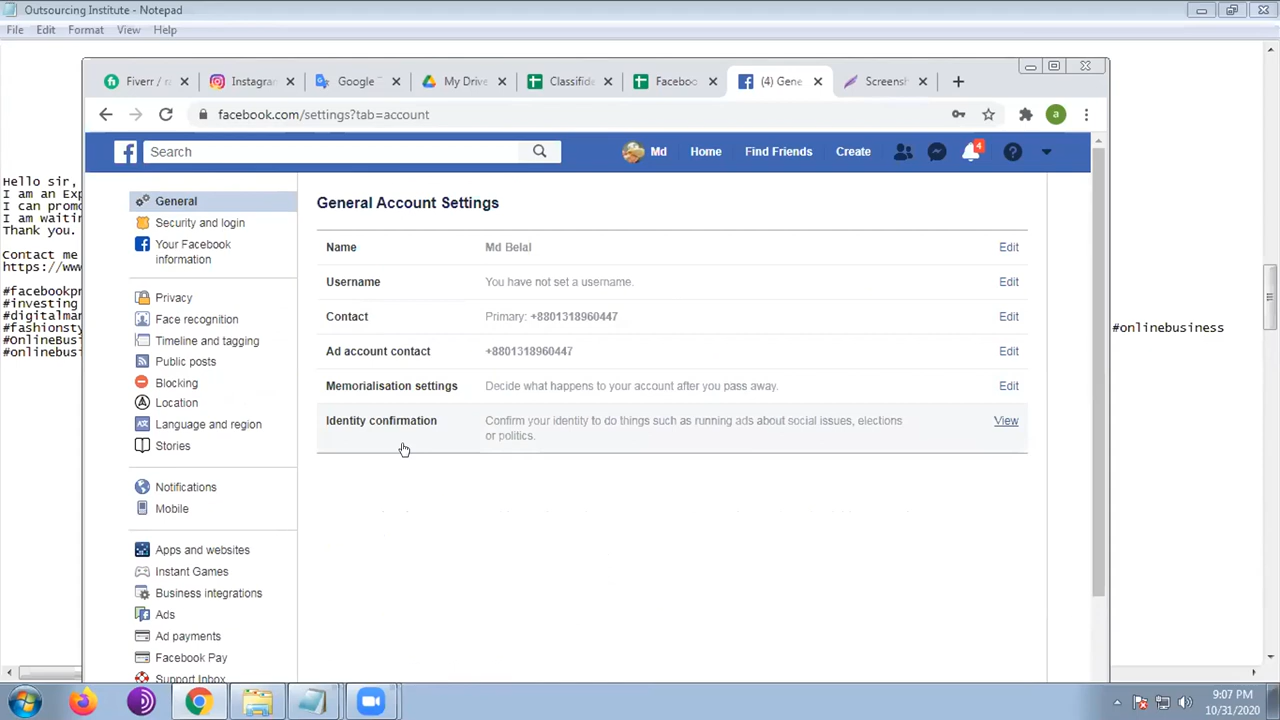 Outsourcing Institute - Notepad
File Edit Format View Help
Fiverr / ra
Instagram
Google T
My Drive
Classifide
Faceboo
(4) Gene
Screensh
facebook.com/settings?tab=account
a
Search
Md Home Find Friends Create
4
General
Security and login
Your Facebook
information
Privacy
Face recognition
Timeline and tagging
Public posts
Blocking
Location
Language and region
Stories
Notifications
Mobile
Apps and websites
Instant Games
Business integrations
Ads
Ad payments
Facebook Pay
Support Inbox
General Account Settings
Name Md Belal Edit
Username You have not set a username. Edit
Contact Primary: +8801318960447 Edit
Ad account contact +8801318960447 Edit
Memorialisation settings Decide what happens to your account after you pass away. Edit
Identity confirmation Confirm your identity to do things such as running ads about social issues, elections View
or politics.
Hello sir,
I am an Exp
I can promo
I am waitin
Thank you.
Contact me
https://www
#facebookpr
#investing
#digitalmar
#fashionsty #onlinebusiness
#OnlineBusi
#onlinebusi
9:07 PM
10/31/2020